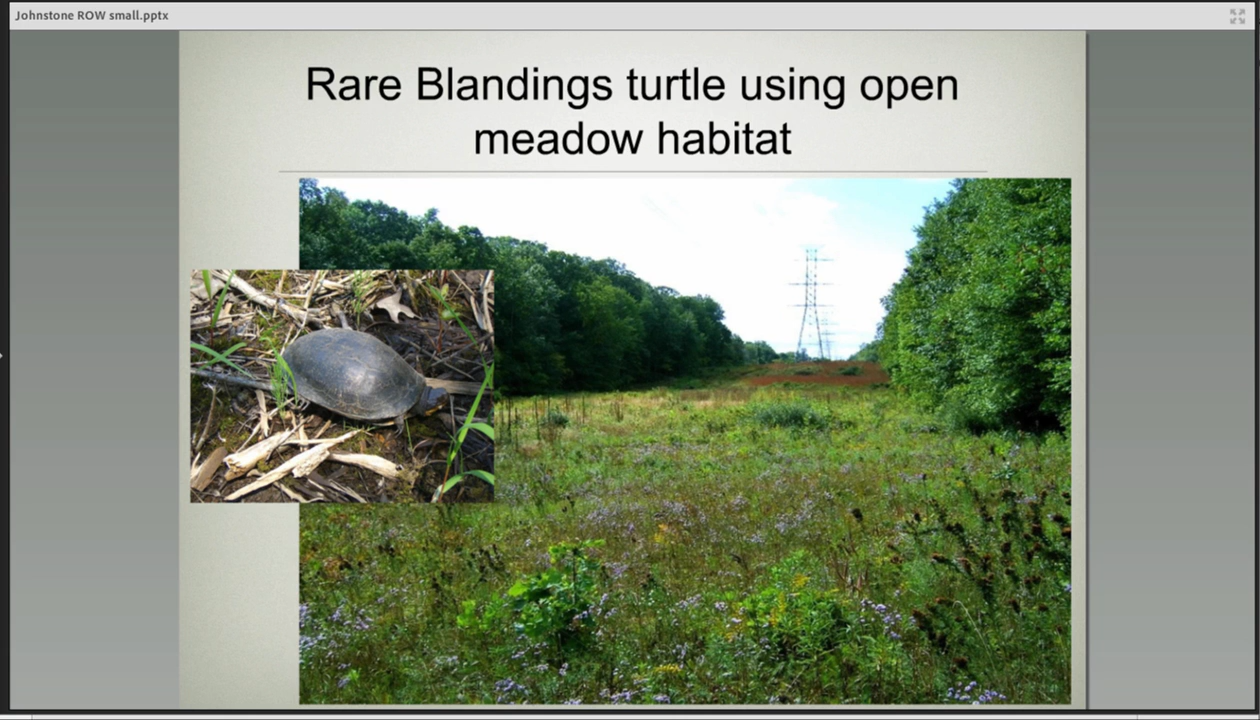 Johnstone ROW small.pptx
Rare Blandings turtle using open
meadow habitat